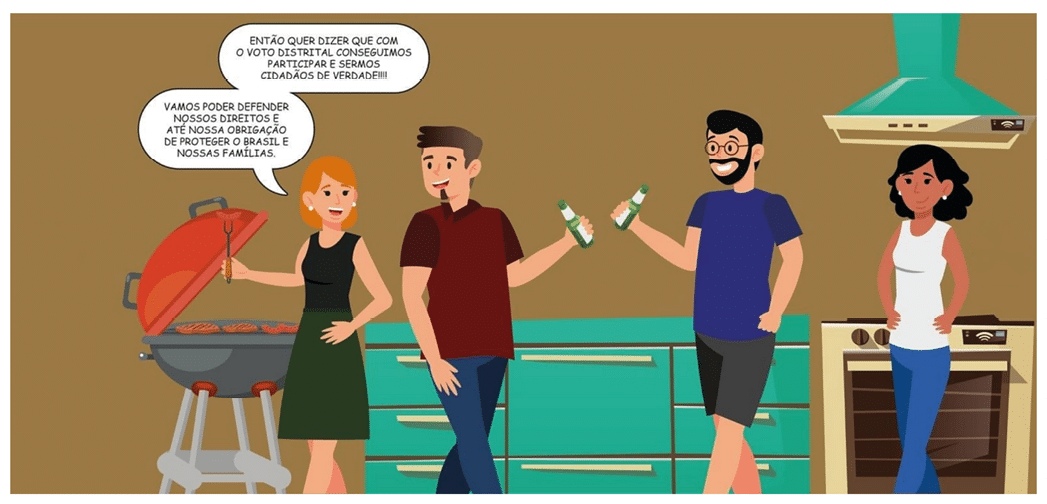 ENTÃO QUER DIZER QUE COM
O VOTO DISTRITAL CONSEGUIMOS
PARTICIPAR E SERMOS
CIDADÃOS DE VERDADE!!!!
VAMOS PODER DEFENDER
NOSSOS DIREITOS E
ATÉ NOSSA OBRIGAÇÃO
DE PROTEGER O BRASIL E
NOSSAS FAMÍLIAS.